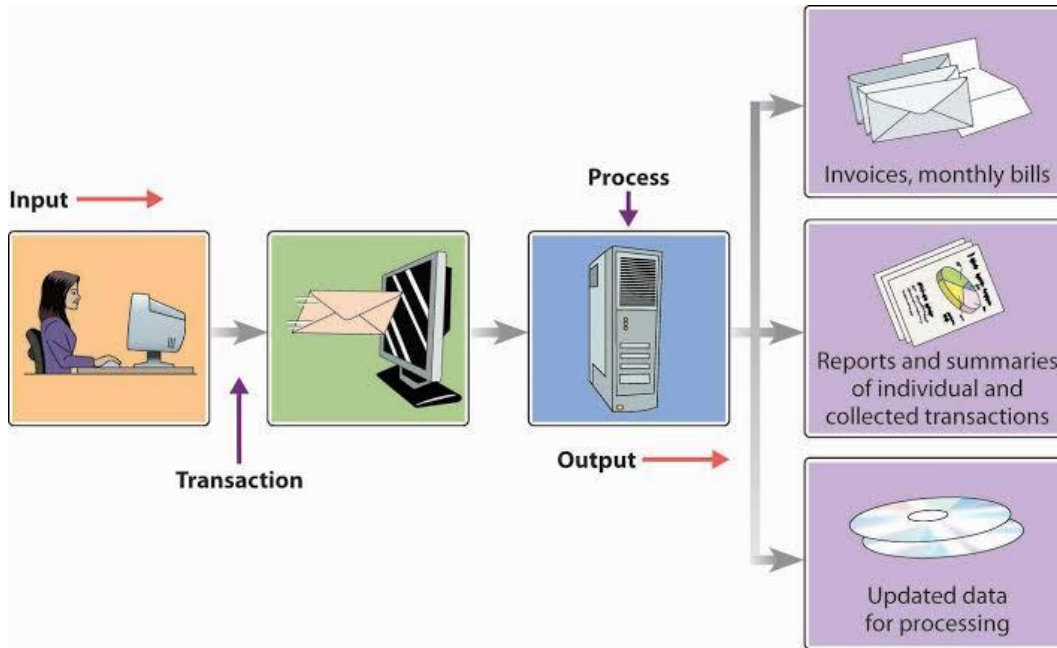 Input
Transaction
Process
Output
Invoices, monthly bills
Reports and summaries
of individual and
collected transactions
Updated data
for processing